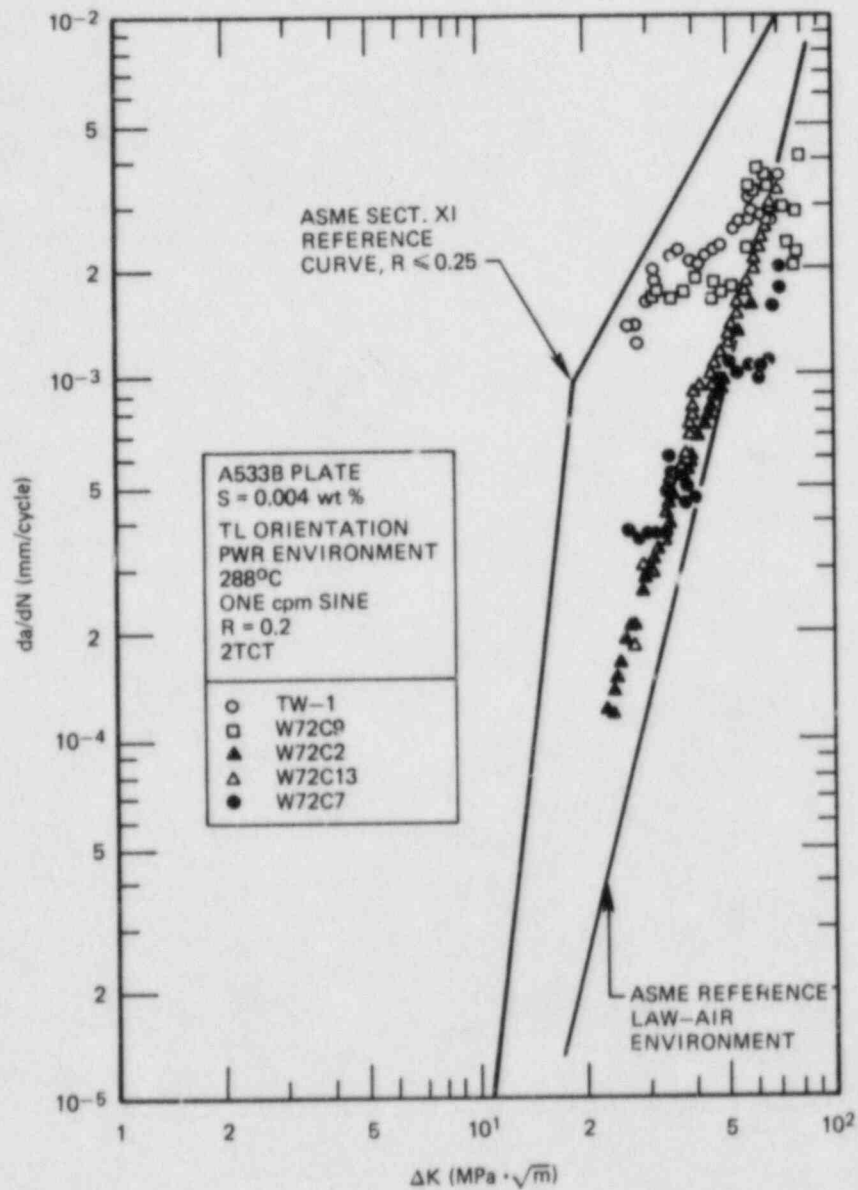 10⁻²
5
2
10⁻³
5
2
10⁻⁴
5
2
10⁻⁵
da/dN (mm/cycle)
ASME SECT. XI
REFERENCE
CURVE, R ≤ 0.25
A533B PLATE
S = 0.004 wt %
TL ORIENTATION
PWR ENVIRONMENT
288°C
ONE cpm SINE
R = 0.2
2TCT
TW–1
W72C9
W72C2
W72C13
W72C7
ASME REFERENCE
LAW–AIR
ENVIRONMENT
1 2 5 10¹ 2 5 10²
ΔK (MPa · √m)